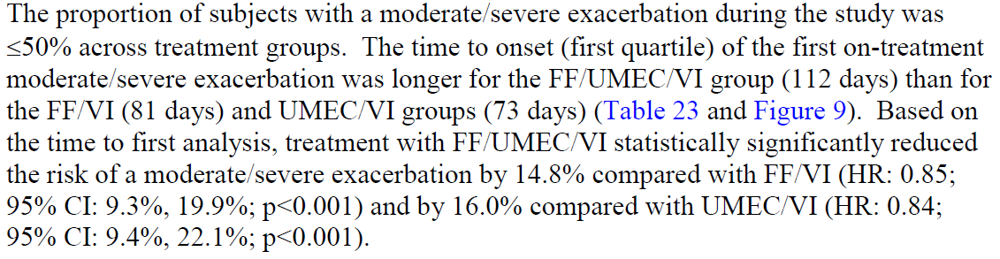 The proportion of subjects with a moderate/severe exacerbation during the study was
≤50% across treatment groups.  The time to onset (first quartile) of the first on-treatment
moderate/severe exacerbation was longer for the FF/UMEC/VI group (112 days) than for
the FF/VI (81 days) and UMEC/VI groups (73 days) (Table 23 and Figure 9).  Based on
the time to first analysis, treatment with FF/UMEC/VI statistically significantly reduced
the risk of a moderate/severe exacerbation by 14.8% compared with FF/VI (HR: 0.85;
95% CI: 9.3%, 19.9%; p<0.001) and by 16.0% compared with UMEC/VI (HR: 0.84;
95% CI: 9.4%, 22.1%; p<0.001).